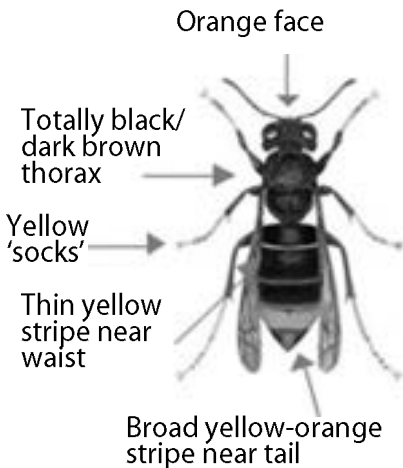 Orange face
Totally black/
dark brown
thorax
Yellow
‘socks’
Thin yellow
stripe near
waist
Broad yellow-orange
stripe near tail